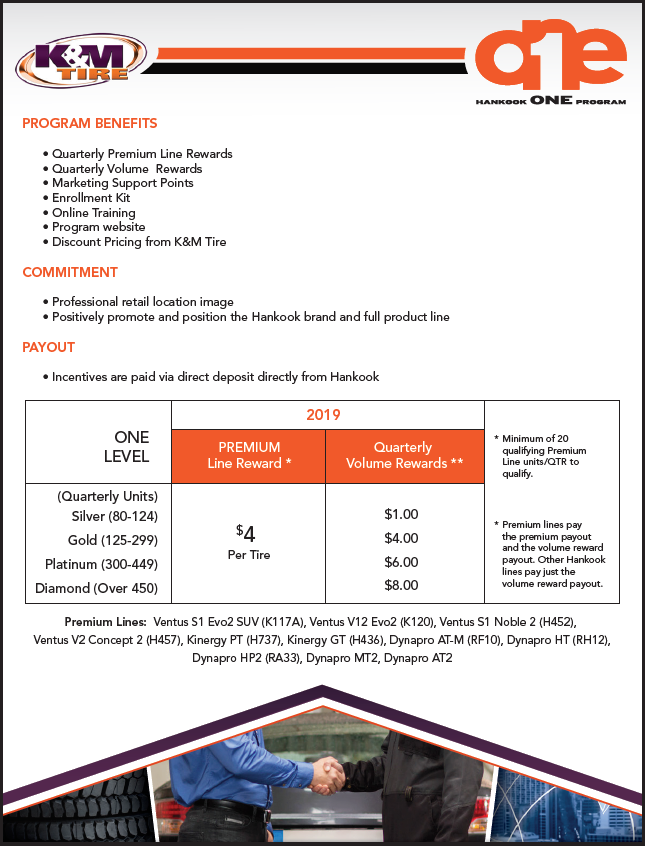 K&M
TIRE
one
HANKOOK ONE PROGRAM
PROGRAM BENEFITS
• Quarterly Premium Line Rewards
• Quarterly Volume Rewards
• Marketing Support Points
• Enrollment Kit
• Online Training
• Program website
• Discount Pricing from K&M Tire
COMMITMENT
• Professional retail location image
• Positively promote and position the Hankook brand and full product line
PAYOUT
• Incentives are paid via direct deposit directly from Hankook
ONE
LEVEL
2019
PREMIUM
Line Reward *
Quarterly
Volume Rewards **
* Minimum of 20
qualifying Premium
Line units/QTR to
qualify.
(Quarterly Units)
Silver (80-124)
Gold (125-299)
Platinum (300-449)
Diamond (Over 450)
$4
Per Tire
$1.00
$4.00
$6.00
$8.00
* Premium lines pay
the premium payout
and the volume reward
payout. Other Hankook
lines pay just the
volume reward payout.
Premium Lines: Ventus S1 Evo2 SUV (K117A), Ventus V12 Evo2 (K120), Ventus S1 Noble 2 (H452),
Ventus V2 Concept 2 (H457), Kinergy PT (H737), Kinergy GT (H436), Dynapro AT-M (RF10), Dynapro HT (RH12),
Dynapro HP2 (RA33), Dynapro MT2, Dynapro AT2